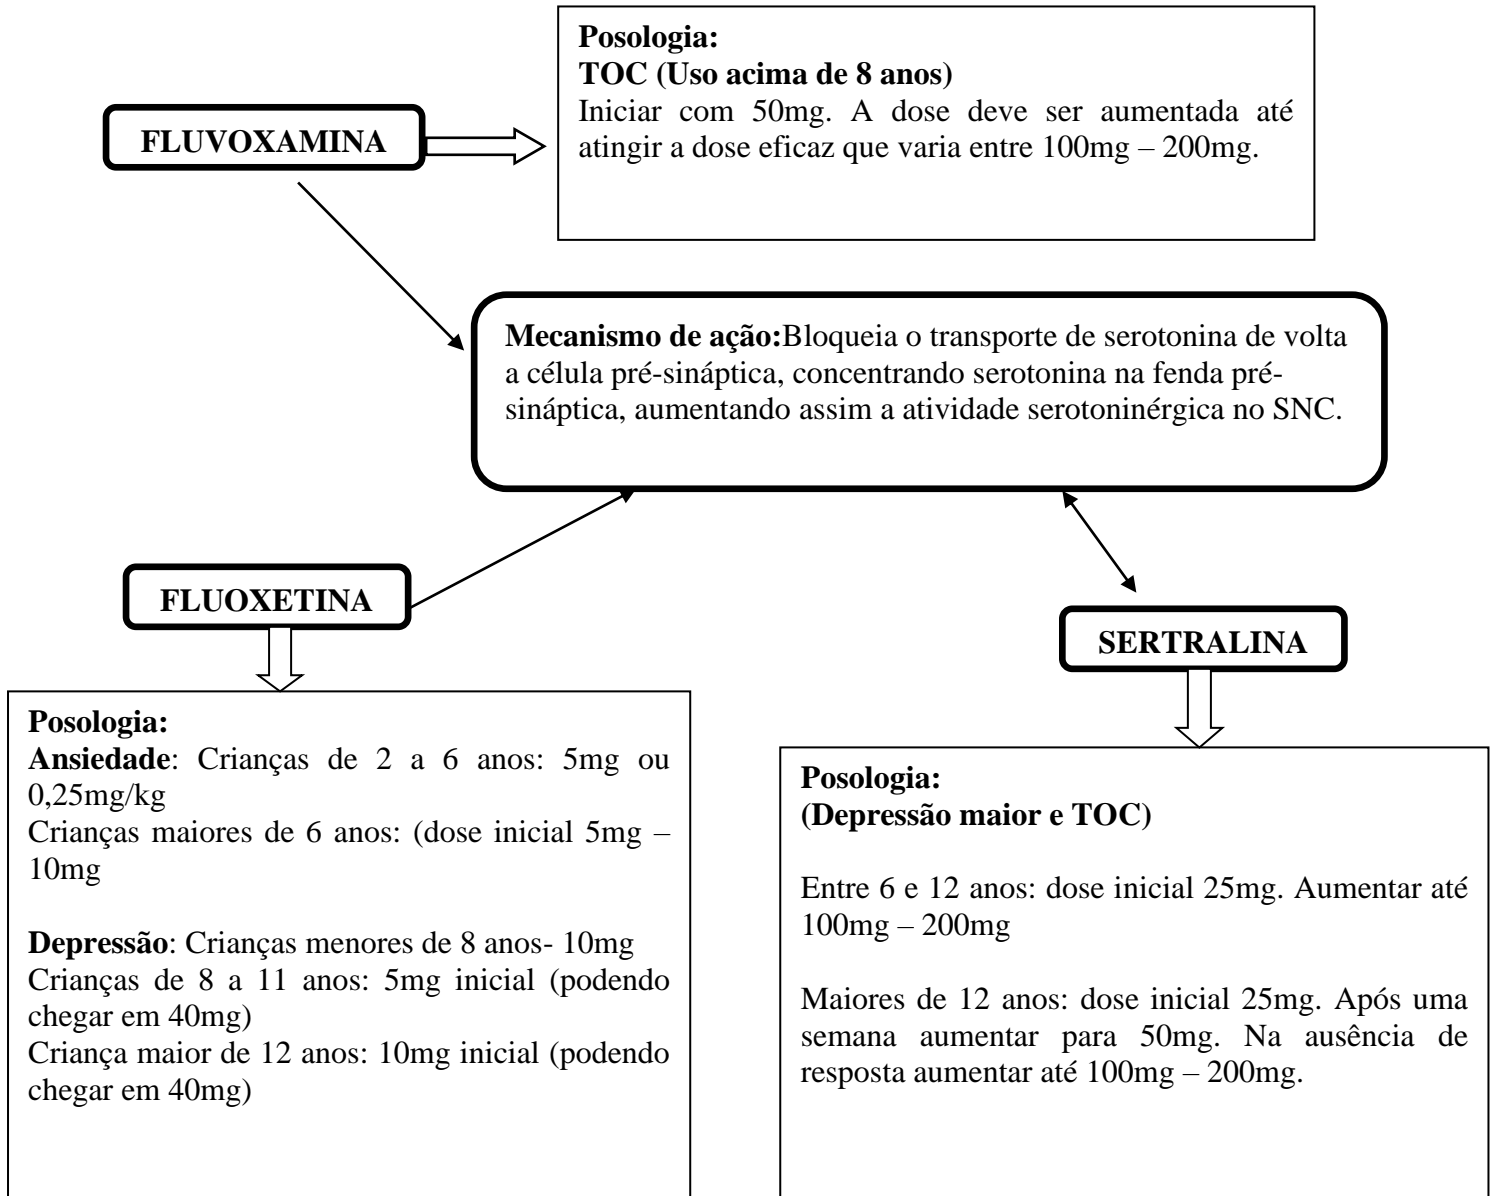 Posologia:
TOC (Uso acima de 8 anos)
Iniciar com 50mg. A dose deve ser aumentada até
atingir a dose eficaz que varia entre 100mg – 200mg.
FLUVOXAMINA
Mecanismo de ação:Bloqueia o transporte de serotonina de volta
a célula pré-sináptica, concentrando serotonina na fenda pré-
sináptica, aumentando assim a atividade serotoninérgica no SNC.
FLUOXETINA
SERTRALINA
Posologia:
Ansiedade: Crianças de 2 a 6 anos: 5mg ou
0,25mg/kg
Crianças maiores de 6 anos: (dose inicial 5mg –
10mg
Depressão: Crianças menores de 8 anos- 10mg
Crianças de 8 a 11 anos: 5mg inicial (podendo
chegar em 40mg)
Criança maior de 12 anos: 10mg inicial (podendo
chegar em 40mg)
Posologia:
(Depressão maior e TOC)
Entre 6 e 12 anos: dose inicial 25mg. Aumentar até
100mg – 200mg
Maiores de 12 anos: dose inicial 25mg. Após uma
semana aumentar para 50mg. Na ausência de
resposta aumentar até 100mg – 200mg.